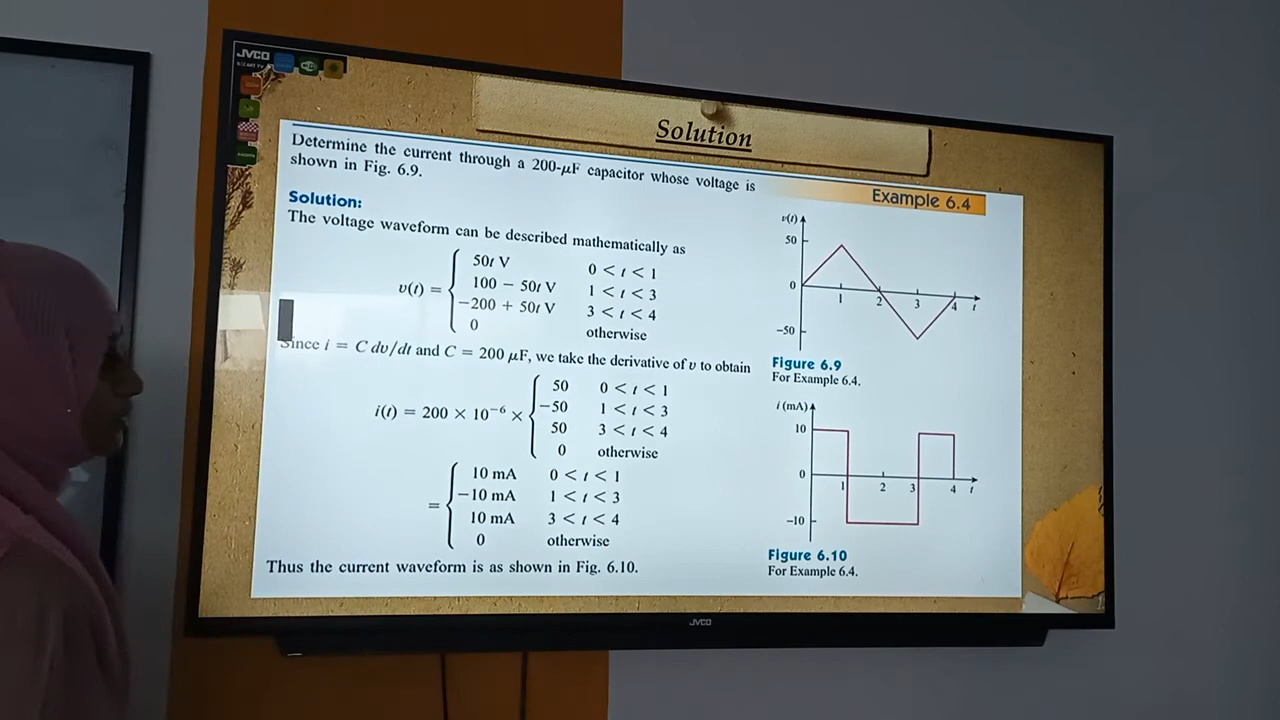 JVCO
SMART TV
Solution
Determine the current through a 200-μF capacitor whose voltage is
shown in Fig. 6.9.
Example 6.4
Solution:
The voltage waveform can be described mathematically as
v(t) = { 50t V 0 < t < 1
100 − 50t V 1 < t < 3
−200 + 50t V 3 < t < 4
0 otherwise
Since i = C dv/dt and C = 200 μF, we take the derivative of v to obtain
i(t) = 200 × 10⁻⁶ × { 50 0 < t < 1
−50 1 < t < 3
50 3 < t < 4
0 otherwise
= { 10 mA 0 < t < 1
−10 mA 1 < t < 3
10 mA 3 < t < 4
0 otherwise
Thus the current waveform is as shown in Fig. 6.10.
v(t)
50
0
1 2 3 4 t
−50
Figure 6.9
For Example 6.4.
i (mA)
10
0
1 2 3 4 t
−10
Figure 6.10
For Example 6.4.
JVCO